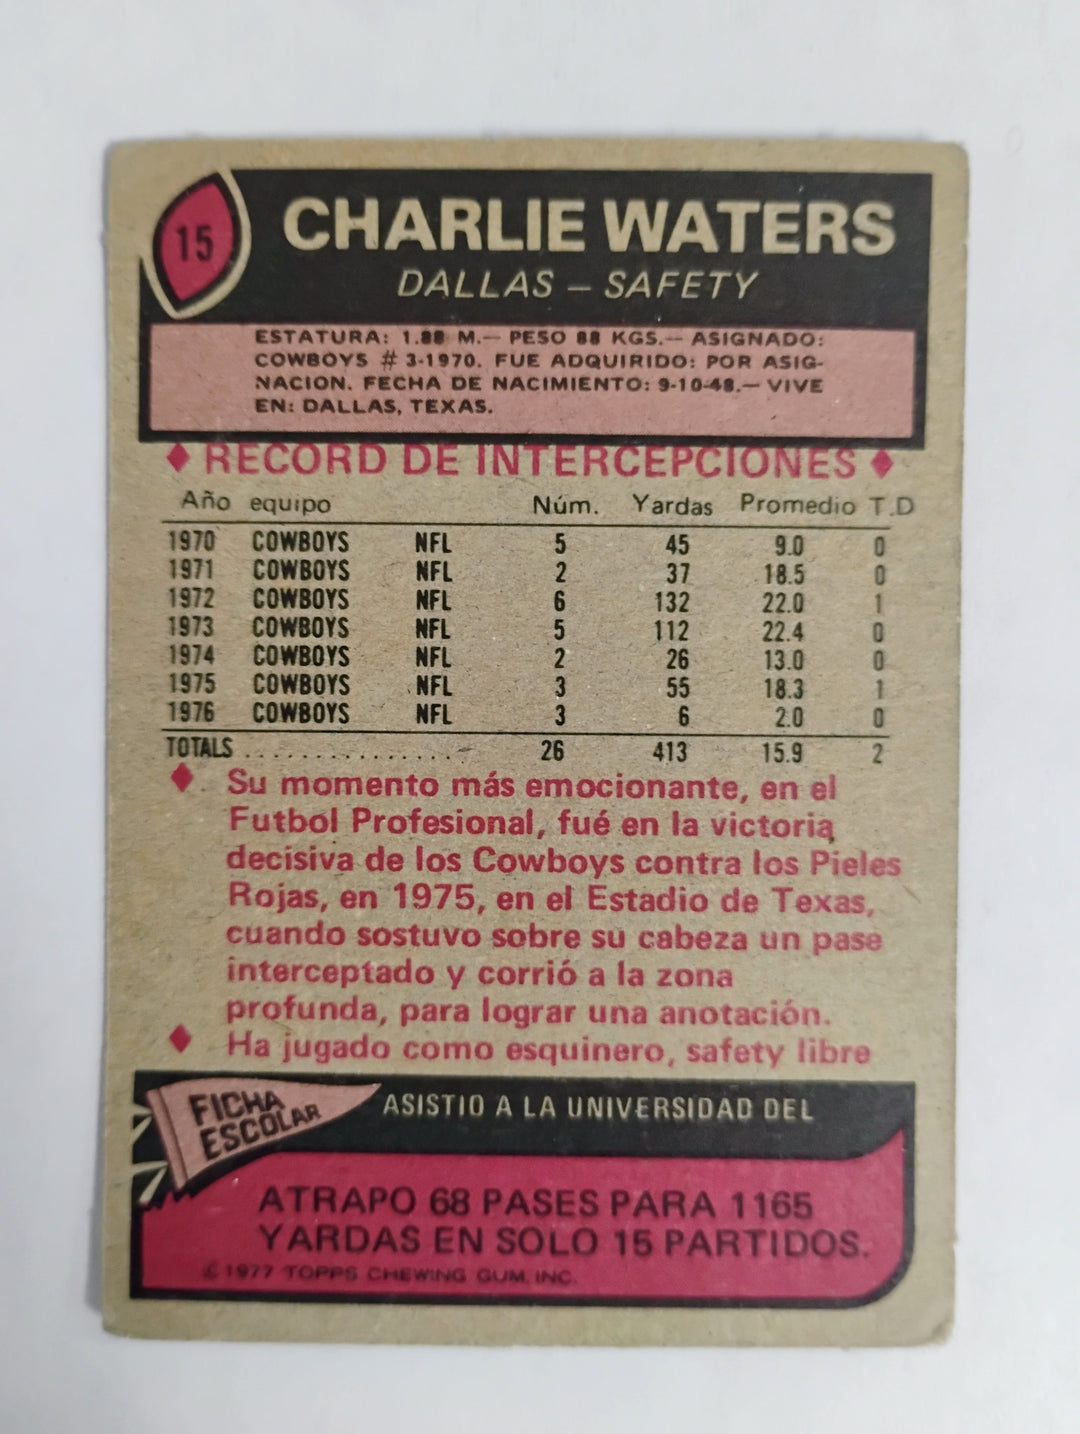 15
CHARLIE WATERS
DALLAS – SAFETY
ESTATURA: 1.88 M.— PESO 88 KGS.— ASIGNADO:
COWBOYS # 3-1970. FUE ADQUIRIDO: POR ASIG-
NACION. FECHA DE NACIMIENTO: 9-10-48.— VIVE
EN: DALLAS, TEXAS.
♦ RECORD DE INTERCEPCIONES ♦
Año equipo Núm. Yardas Promedio T.D
1970 COWBOYS NFL 5 45 9.0 0
1971 COWBOYS NFL 2 37 18.5 0
1972 COWBOYS NFL 6 132 22.0 1
1973 COWBOYS NFL 5 112 22.4 0
1974 COWBOYS NFL 2 26 13.0 0
1975 COWBOYS NFL 3 55 18.3 1
1976 COWBOYS NFL 3 6 2.0 0
TOTALS .................. 26 413 15.9 2
♦ Su momento más emocionante, en el
Futbol Profesional, fué en la victoria
decisiva de los Cowboys contra los Pieles
Rojas, en 1975, en el Estadio de Texas,
cuando sostuvo sobre su cabeza un pase
interceptado y corrió a la zona
profunda, para lograr una anotación.
♦ Ha jugado como esquinero, safety libre
FICHA
ESCOLAR
ASISTIO A LA UNIVERSIDAD DEL
ATRAPO 68 PASES PARA 1165
YARDAS EN SOLO 15 PARTIDOS.
© 1977 TOPPS CHEWING GUM, INC.